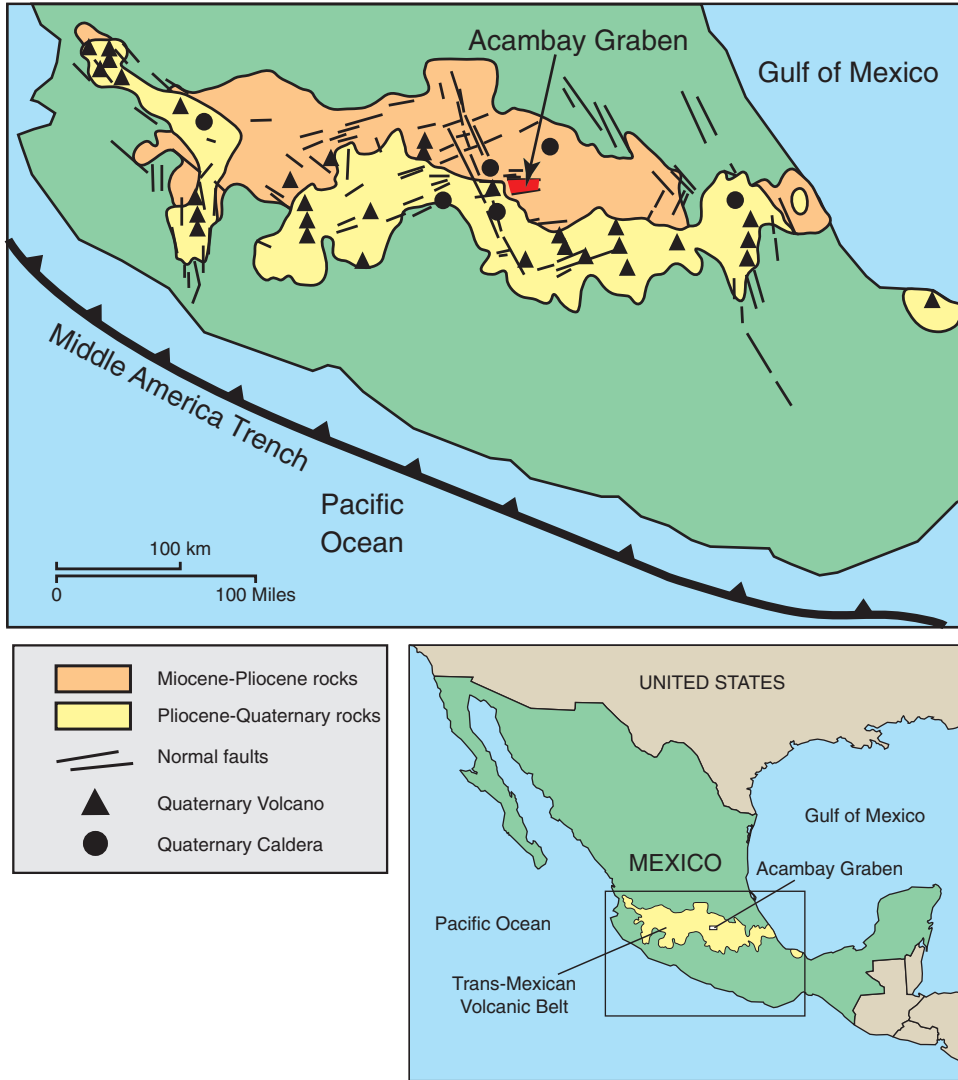 Acambay Graben
Gulf of Mexico
Middle America Trench
Pacific
Ocean
100 km
0
100 Miles
Miocene-Pliocene rocks
Pliocene-Quaternary rocks
Normal faults
Quaternary Volcano
Quaternary Caldera
UNITED STATES
Gulf of Mexico
MEXICO
Acambay Graben
Pacific Ocean
Trans-Mexican
Volcanic Belt